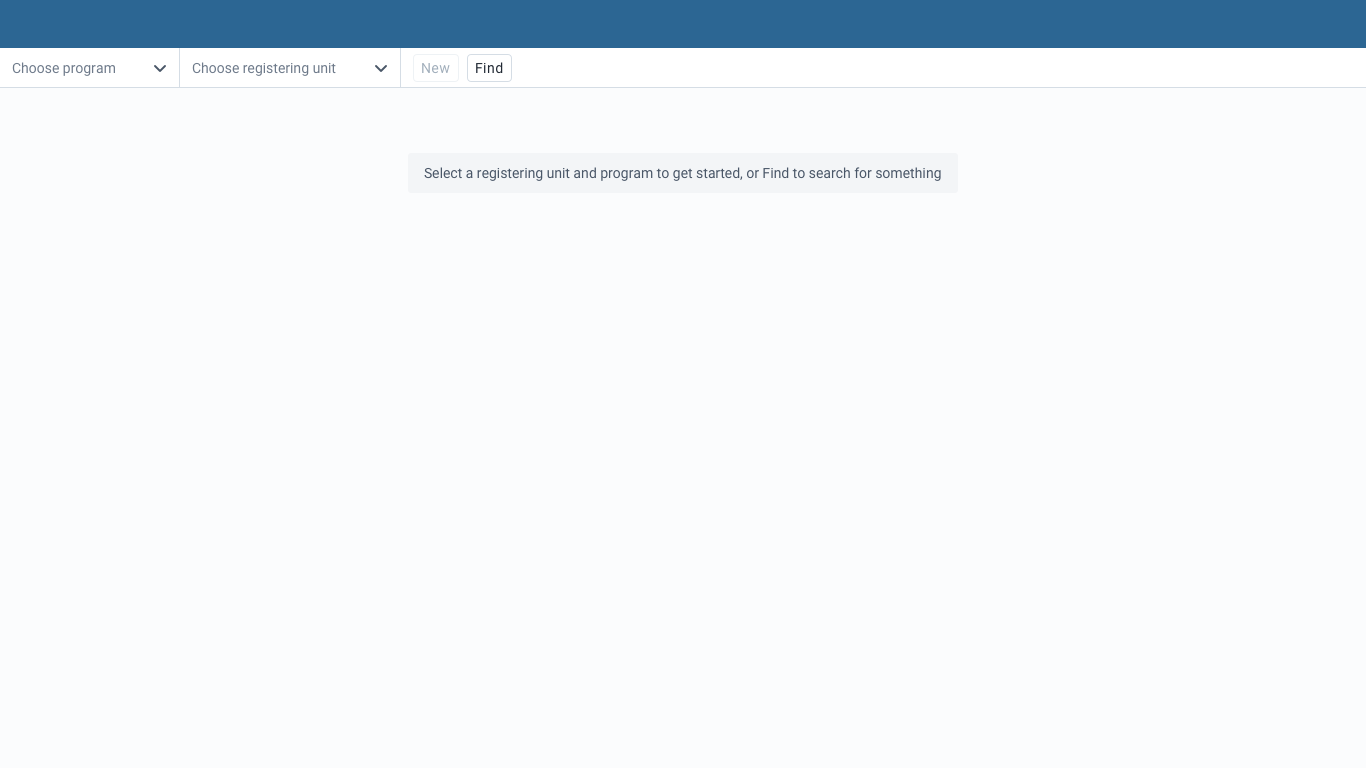 Choose program
Choose registering unit
New
Find
Select a registering unit and program to get started, or Find to search for something